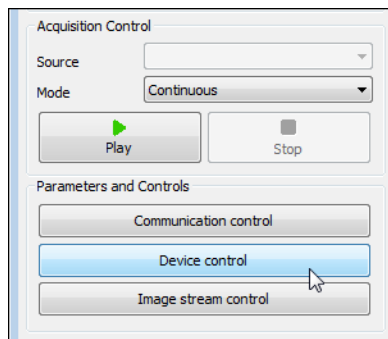 Acquisition Control
Source
Mode Continuous
Play Stop
Parameters and Controls
Communication control
Device control
Image stream control